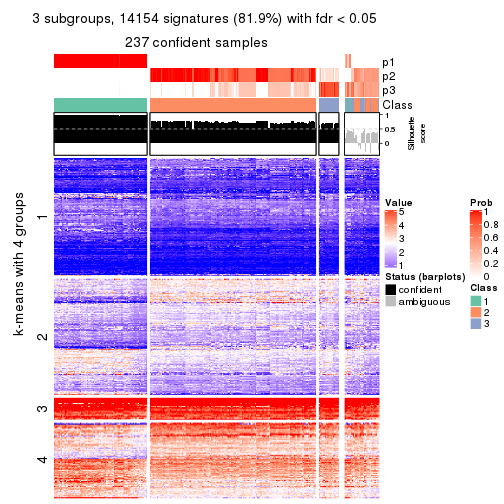 3 subgroups, 14154 signatures (81.9%) with fdr < 0.05
237 confident samples
p1
p2
p3
Class
1
0.5
0
Silhouette
score
k-means with 4 groups
1
2
3
4
Value
5
4
3
2
1
Status (barplots)
confident
ambiguous
Prob
1
0.8
0.6
0.4
0.2
0
Class
1
2
3